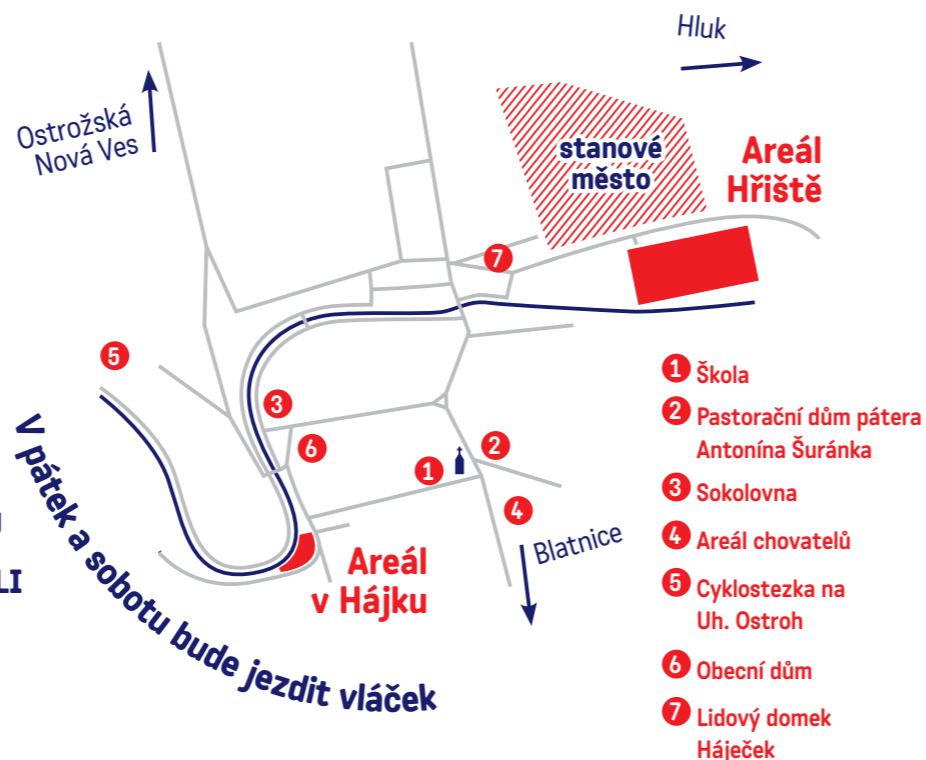 Hluk
Ostrožská
Nová Ves
stanové
město
Areál
Hřiště
7
5
3
6
1
2
4
Blatnice
Areál
v Hájku
LI
V pátek a sobotu bude jezdit vláček
1 Škola
2 Pastorační dům pátera
Antonína Šuránka
3 Sokolovna
4 Areál chovatelů
5 Cyklostezka na
Uh. Ostroh
6 Obecní dům
7 Lidový domek
Háječek